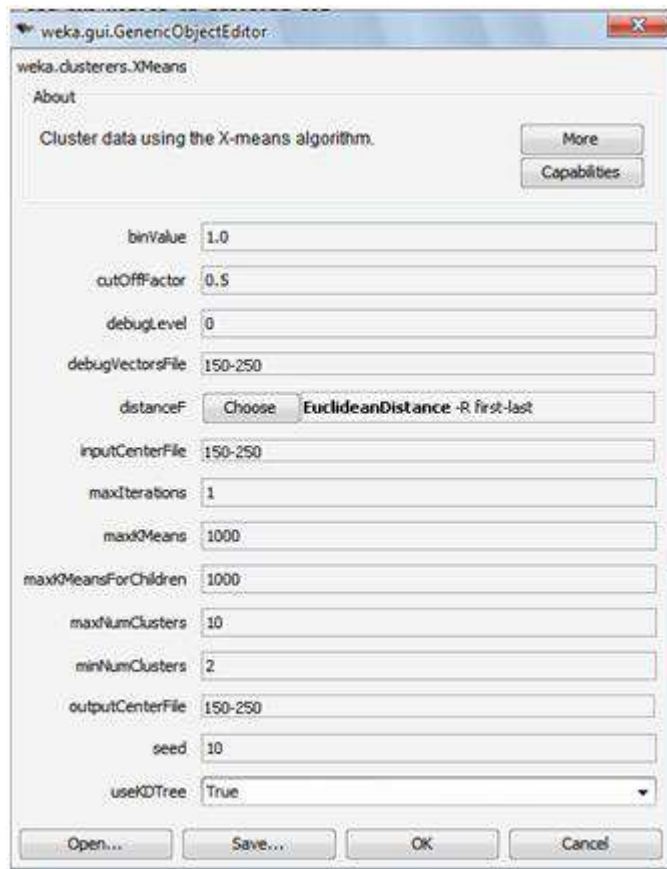 weka.gui.GenericObjectEditor
weka.clusterers.XMeans
About
Cluster data using the X-means algorithm.
More
Capabilities
binValue 1.0
cutOffFactor 0.5
debugLevel 0
debugVectorsFile 150-250
distanceF Choose EuclideanDistance -R first-last
inputCenterFile 150-250
maxIterations 1
maxKMeans 1000
maxKMeansForChildren 1000
maxNumClusters 10
minNumClusters 2
outputCenterFile 150-250
seed 10
useKDTree True
Open... Save... OK Cancel